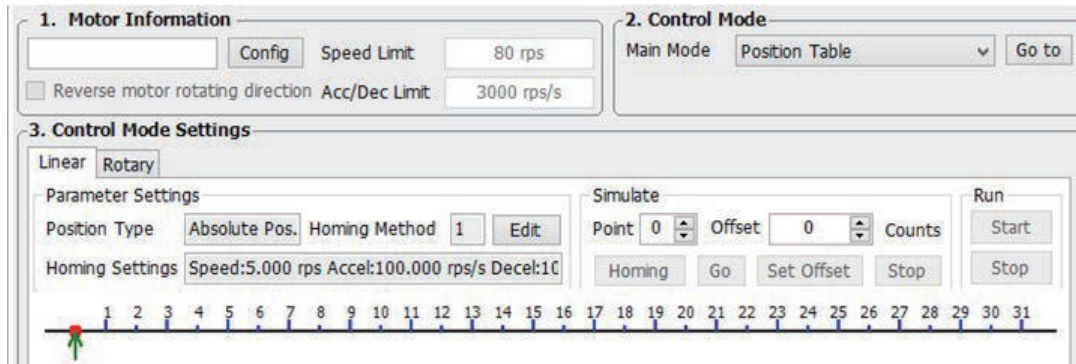 1. Motor Information
Config Speed Limit 80 rps
Reverse motor rotating direction Acc/Dec Limit 3000 rps/s
2. Control Mode
Main Mode Position Table Go to
3. Control Mode Settings
Linear Rotary
Parameter Settings
Position Type Absolute Pos. Homing Method 1 Edit
Homing Settings Speed:5.000 rps Accel:100.000 rps/s Decel:10
Simulate
Point 0 Offset 0 Counts
Homing Go Set Offset Stop
Run
Start
Stop
1 2 3 4 5 6 7 8 9 10 11 12 13 14 15 16 17 18 19 20 21 22 23 24 25 26 27 28 29 30 31